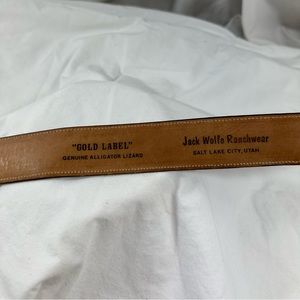 "GOLD LABEL"
GENUINE ALLIGATOR LIZARD
Jack Wolfe Ranchwear
SALT LAKE CITY, UTAH